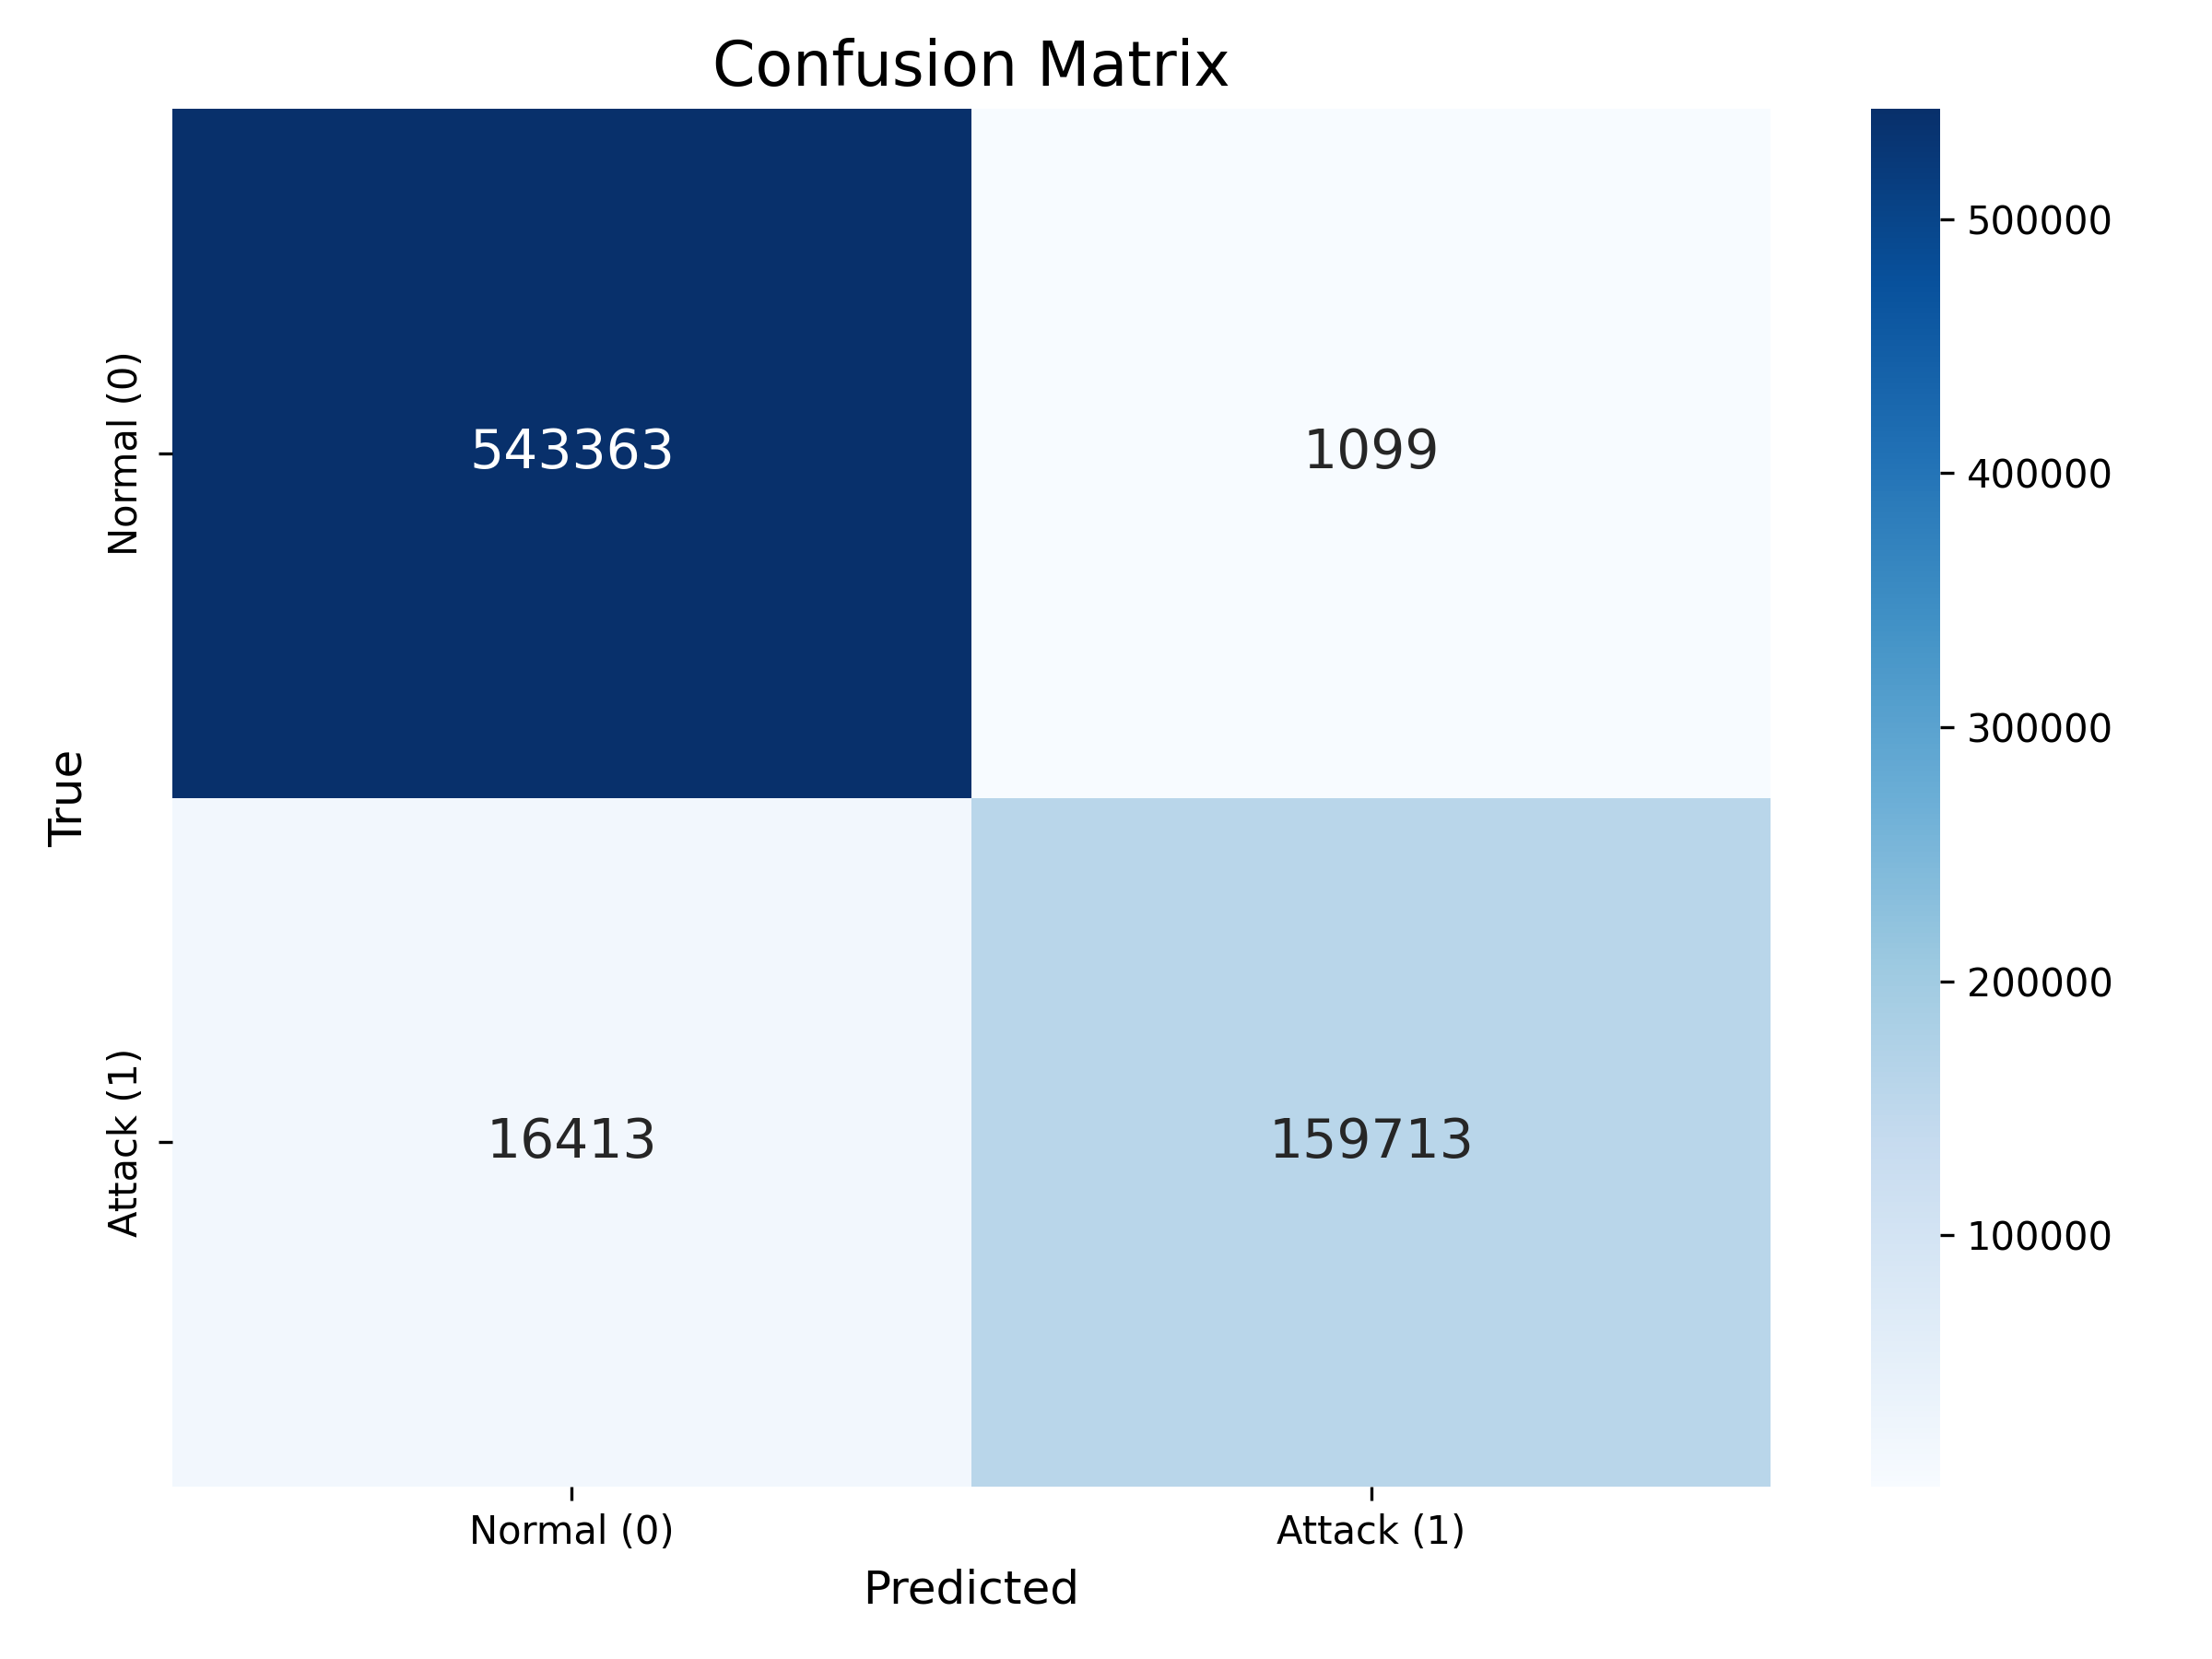 Confusion Matrix
Normal (0)
543363
1099
True
Attack (1)
16413
159713
Normal (0)
Attack (1)
Predicted
500000
400000
300000
200000
100000